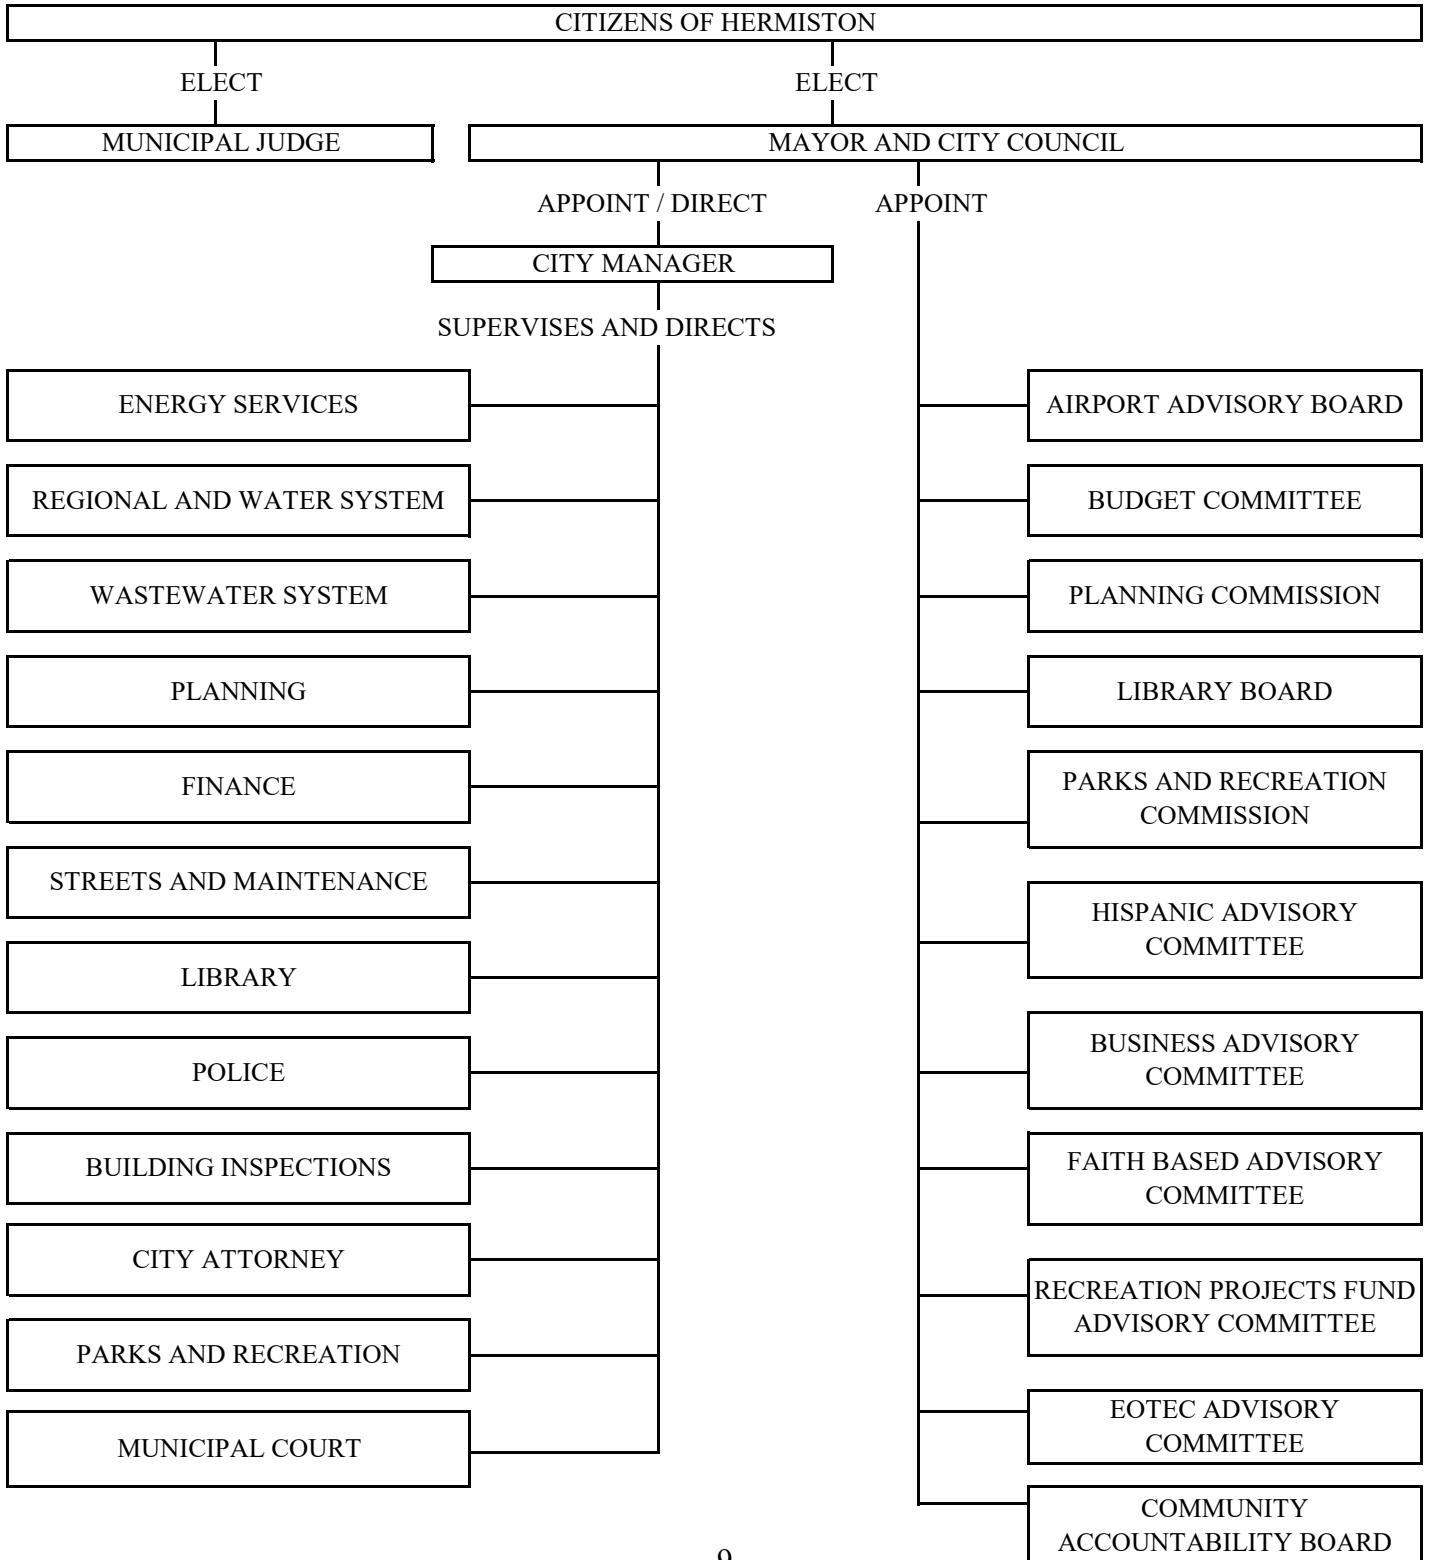 CITIZENS OF HERMISTON
ELECT
ELECT
MUNICIPAL JUDGE
MAYOR AND CITY COUNCIL
APPOINT / DIRECT
APPOINT
CITY MANAGER
SUPERVISES AND DIRECTS
ENERGY SERVICES
REGIONAL AND WATER SYSTEM
WASTEWATER SYSTEM
PLANNING
FINANCE
STREETS AND MAINTENANCE
LIBRARY
POLICE
BUILDING INSPECTIONS
CITY ATTORNEY
PARKS AND RECREATION
MUNICIPAL COURT
AIRPORT ADVISORY BOARD
BUDGET COMMITTEE
PLANNING COMMISSION
LIBRARY BOARD
PARKS AND RECREATION
COMMISSION
HISPANIC ADVISORY
COMMITTEE
BUSINESS ADVISORY
COMMITTEE
FAITH BASED ADVISORY
COMMITTEE
RECREATION PROJECTS FUND
ADVISORY COMMITTEE
EOTEC ADVISORY
COMMITTEE
COMMUNITY
ACCOUNTABILITY BOARD
9